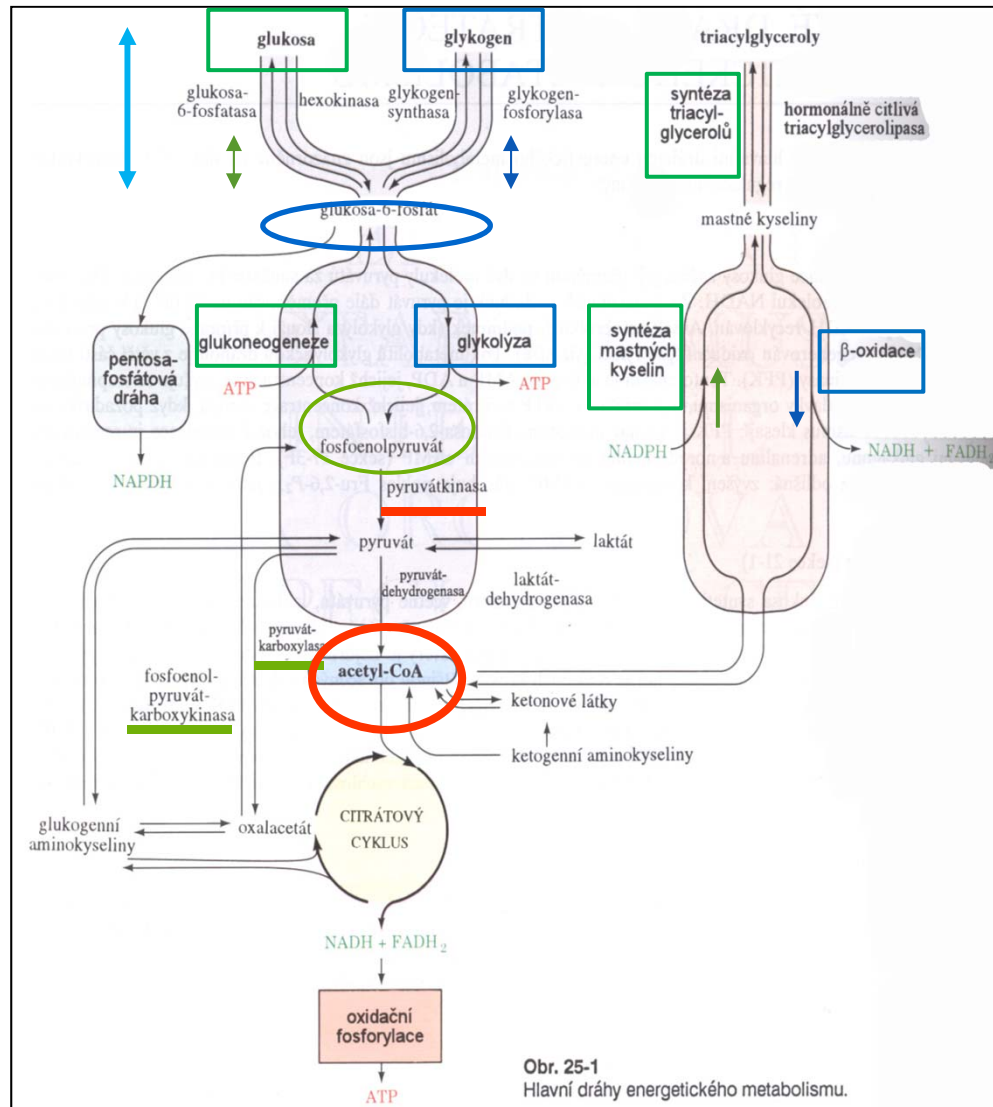 glukosa
glykogen
triacylglyceroly
glukosa-
6-fosfatasa
hexokinasa
glykogen-
synthasa
glykogen-
fosforylasa
syntéza
triacyl-
glycerolů
hormonálně citlivá
triacylglycerolipasa
glukosa-6-fosfát
mastné kyseliny
glukoneogeneze
glykolýza
pentosa-
fosfátová
dráha
ATP
ATP
syntéza
mastných
kyselin
β-oxidace
fosfoenolpyruvát
NADPH
NADH + FADH
NAPDH
pyruvátkinasa
pyruvát
laktát
pyruvát-
dehydrogenasa
laktát-
dehydrogenasa
pyruvát-
karboxylasa
acetyl-CoA
fosfoenol-
pyruvát-
karboxykinasa
ketonové látky
ketogenní aminokyseliny
glukogenní
aminokyseliny
oxalacetát
CITRÁTOVÝ
CYKLUS
NADH + FADH₂
oxidační
fosforylace
ATP
Obr. 25-1
Hlavní dráhy energetického metabolismu.